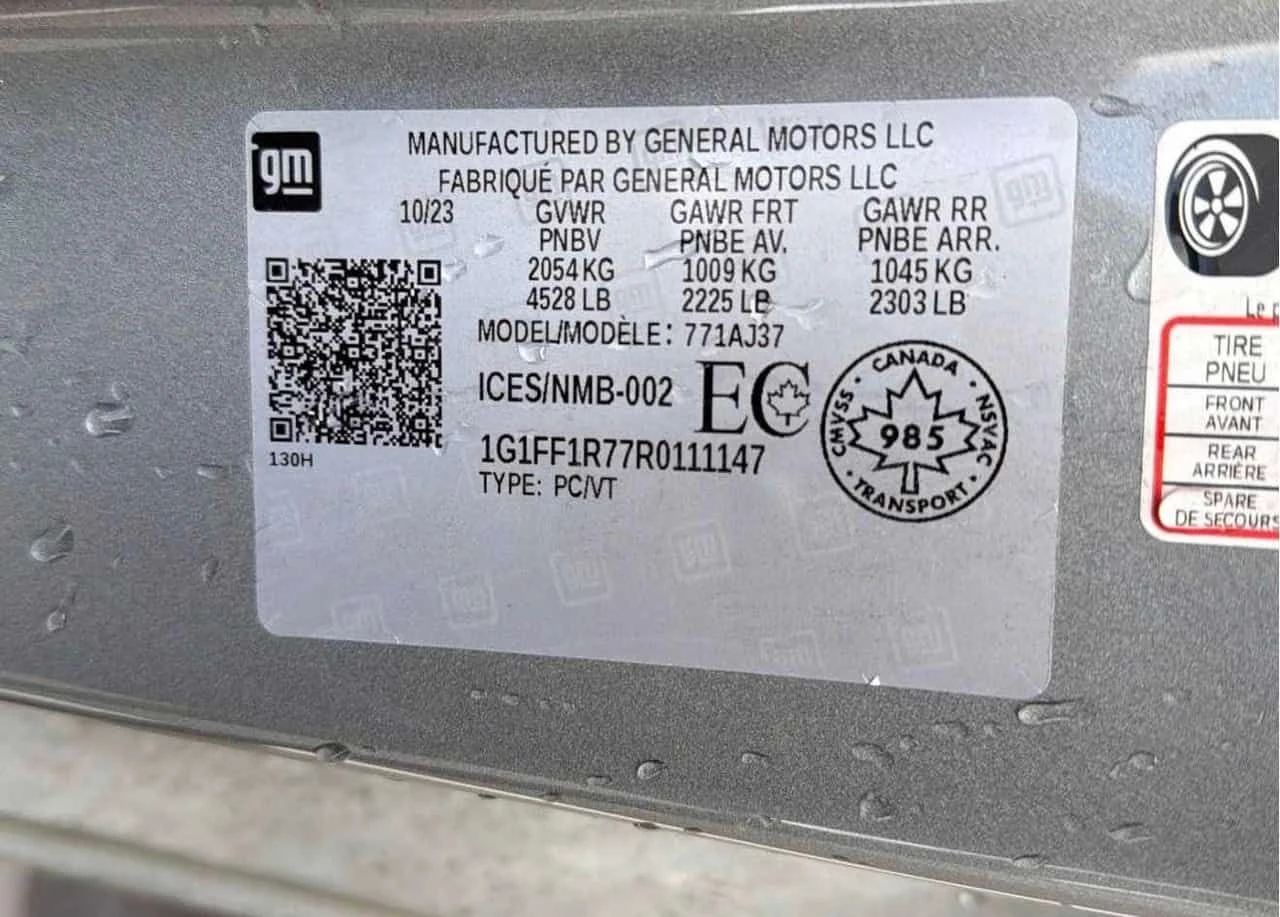 gm
MANUFACTURED BY GENERAL MOTORS LLC
FABRIQUÉ PAR GENERAL MOTORS LLC
10/23 GVWR GAWR FRT GAWR RR
PNBV PNBE AV. PNBE ARR.
2054 KG 1009 KG 1045 KG
4528 LB 2225 LB 2303 LB
MODEL/MODÈLE: 771AJ37
ICES/NMB-002 EC
130H
1G1FF1R77R0111147
TYPE: PC/VT
CANADA
CMVSS 985 NSVAC
TRANSPORT
Le
TIRE
PNEU
FRONT
AVANT
REAR
ARRIÈRE
SPARE
DE SECOURS